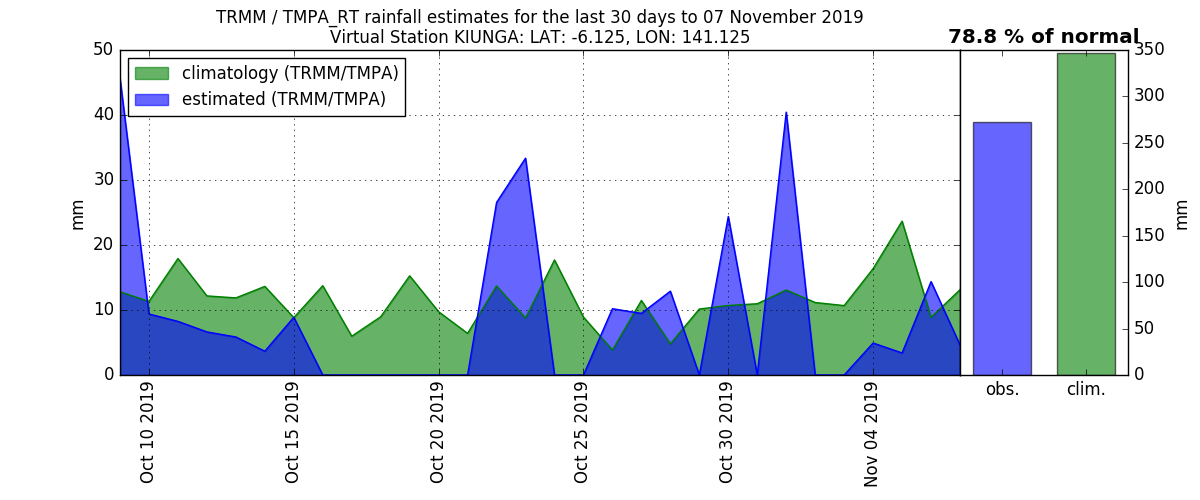 TRMM / TMPA_RT rainfall estimates for the last 30 days to 07 November 2019
Virtual Station KIUNGA: LAT: -6.125, LON: 141.125
78.8 % of normal
climatology (TRMM/TMPA)
estimated (TRMM/TMPA)
50
40
30
20
10
0
mm
Oct 10 2019
Oct 15 2019
Oct 20 2019
Oct 25 2019
Oct 30 2019
Nov 04 2019
obs.
clim.
350
300
250
200
150
100
50
0
mm